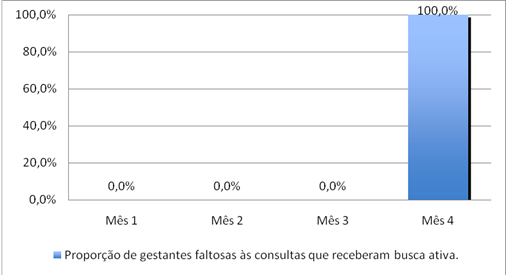 100,0%
100,0%
80,0%
60,0%
40,0%
20,0%
0,0%
0,0% 0,0% 0,0%
Mês 1 Mês 2 Mês 3 Mês 4
Proporção de gestantes faltosos às consultas que receberam busca ativa.